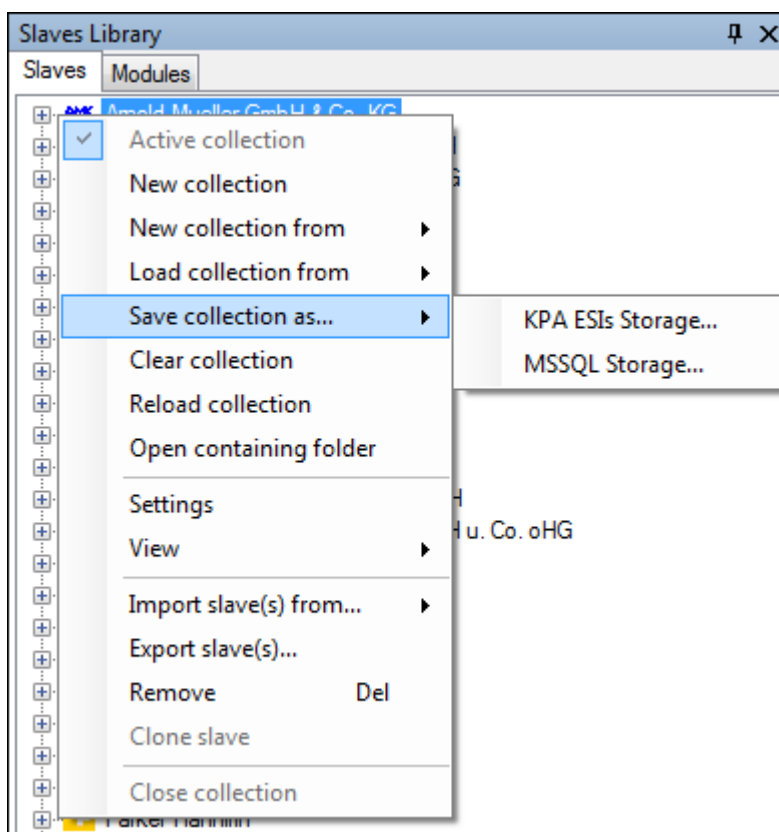 Slaves Library
Slaves Modules
Arnold Mueller GmbH & Co. KG
Active collection
New collection
New collection from
Load collection from
Save collection as...
KPA ESIs Storage...
MSSQL Storage...
Clear collection
Reload collection
Open containing folder
Settings
H u. Co. oHG
View
Import slave(s) from...
Export slave(s)...
Remove Del
Clone slave
Close collection
Parker Hannifin